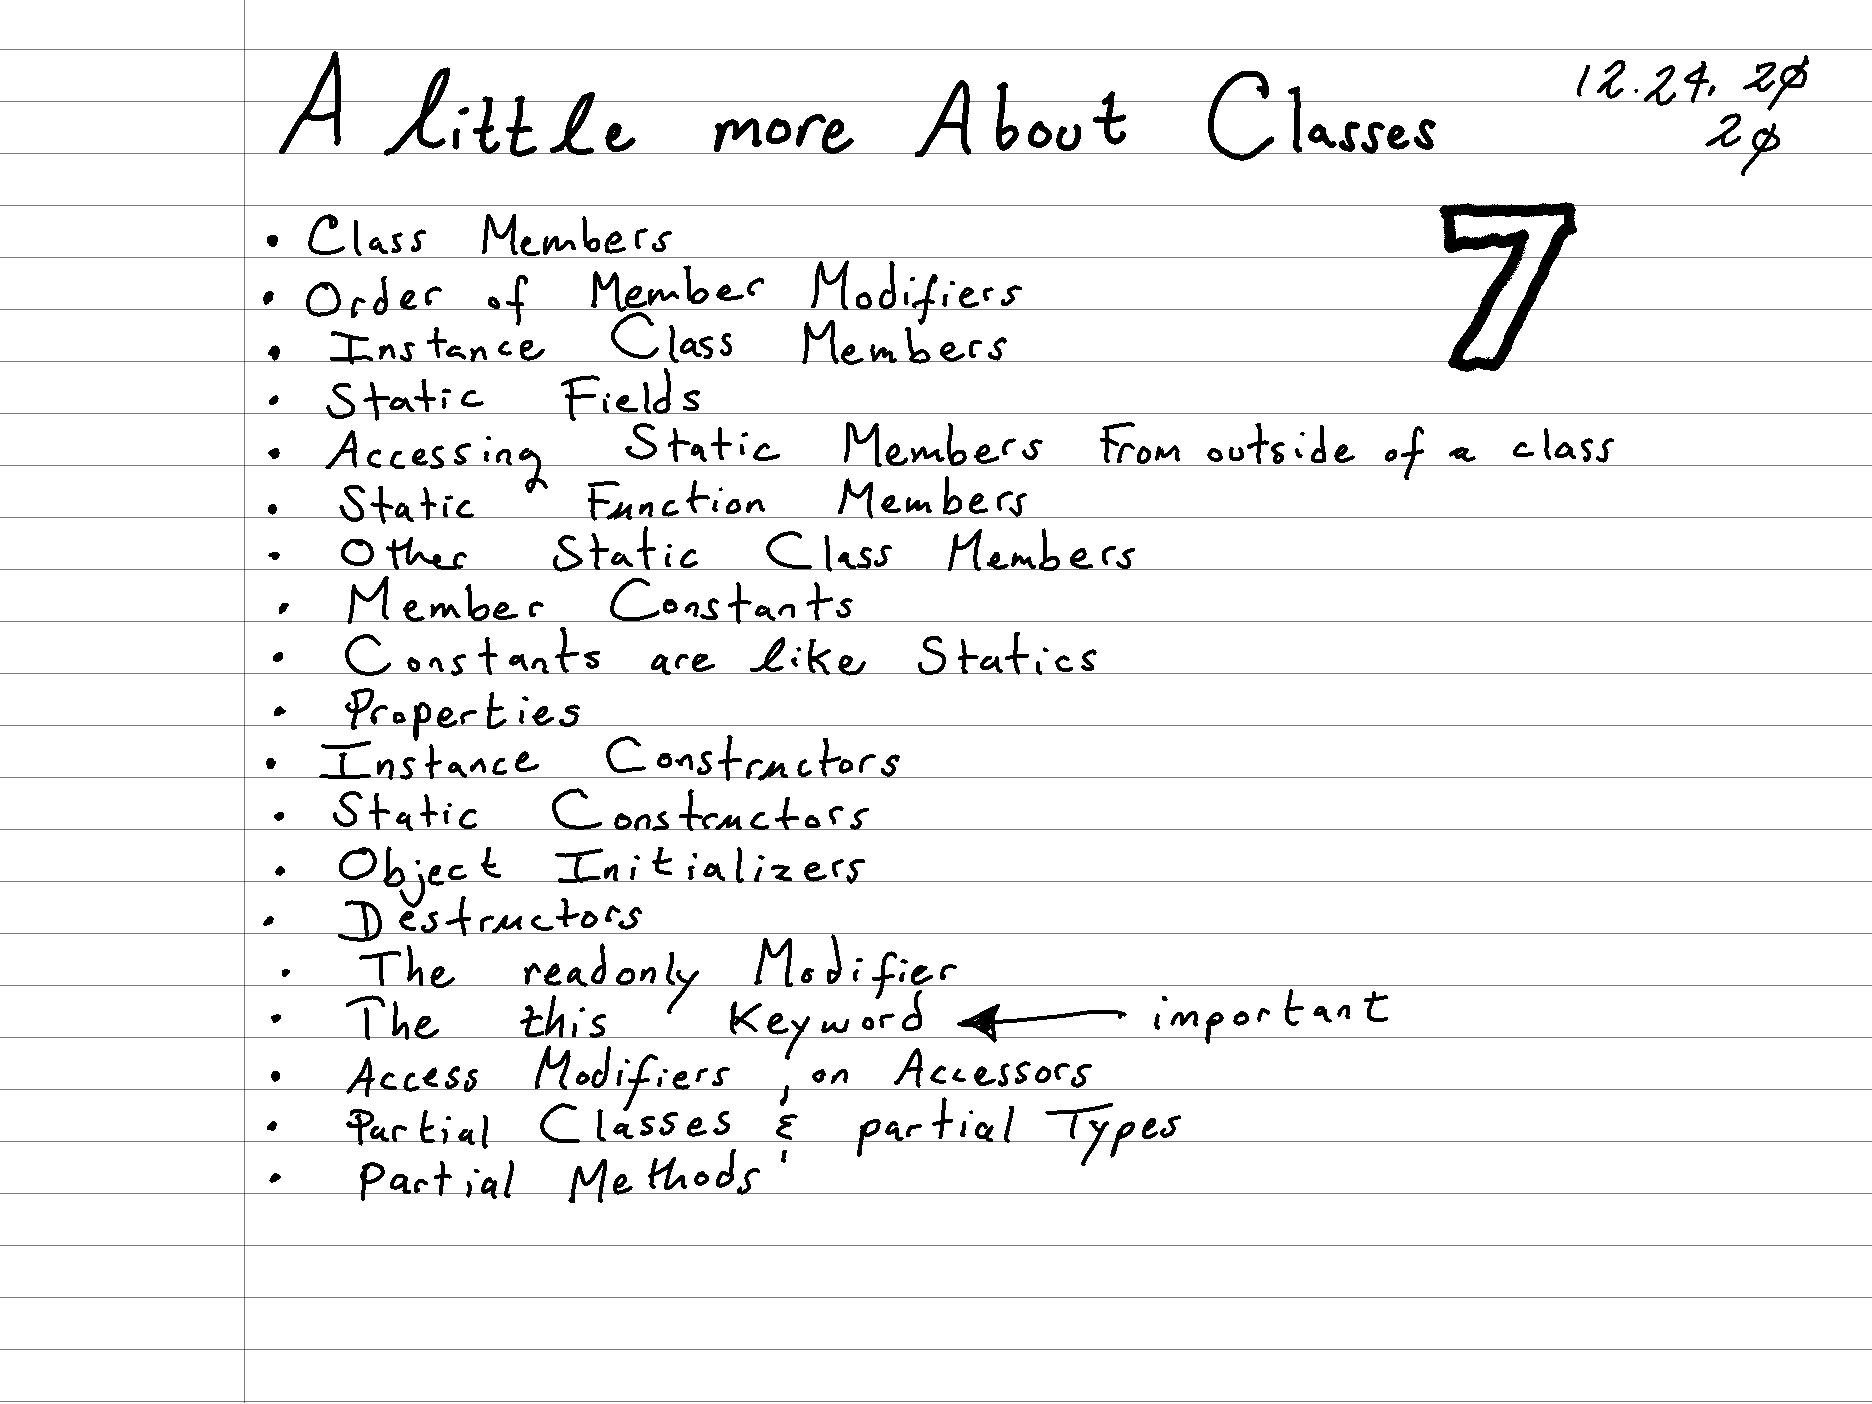 A little more About Classes 12.24.20
20
7
• Class Members
• Order of Member Modifiers
• Instance Class Members
• Static Fields
• Accessing Static Members From outside of a class
• Static Function Members
• Other Static Class Members
• Member Constants
• Constants are like Statics
• Properties
• Instance Constructors
• Static Constructors
• Object Initializers
• Destructors
• The readonly Modifier
• The this Keyword ← important
• Access Modifiers on Accessors
• Partial Classes & partial Types
• Partial Methods